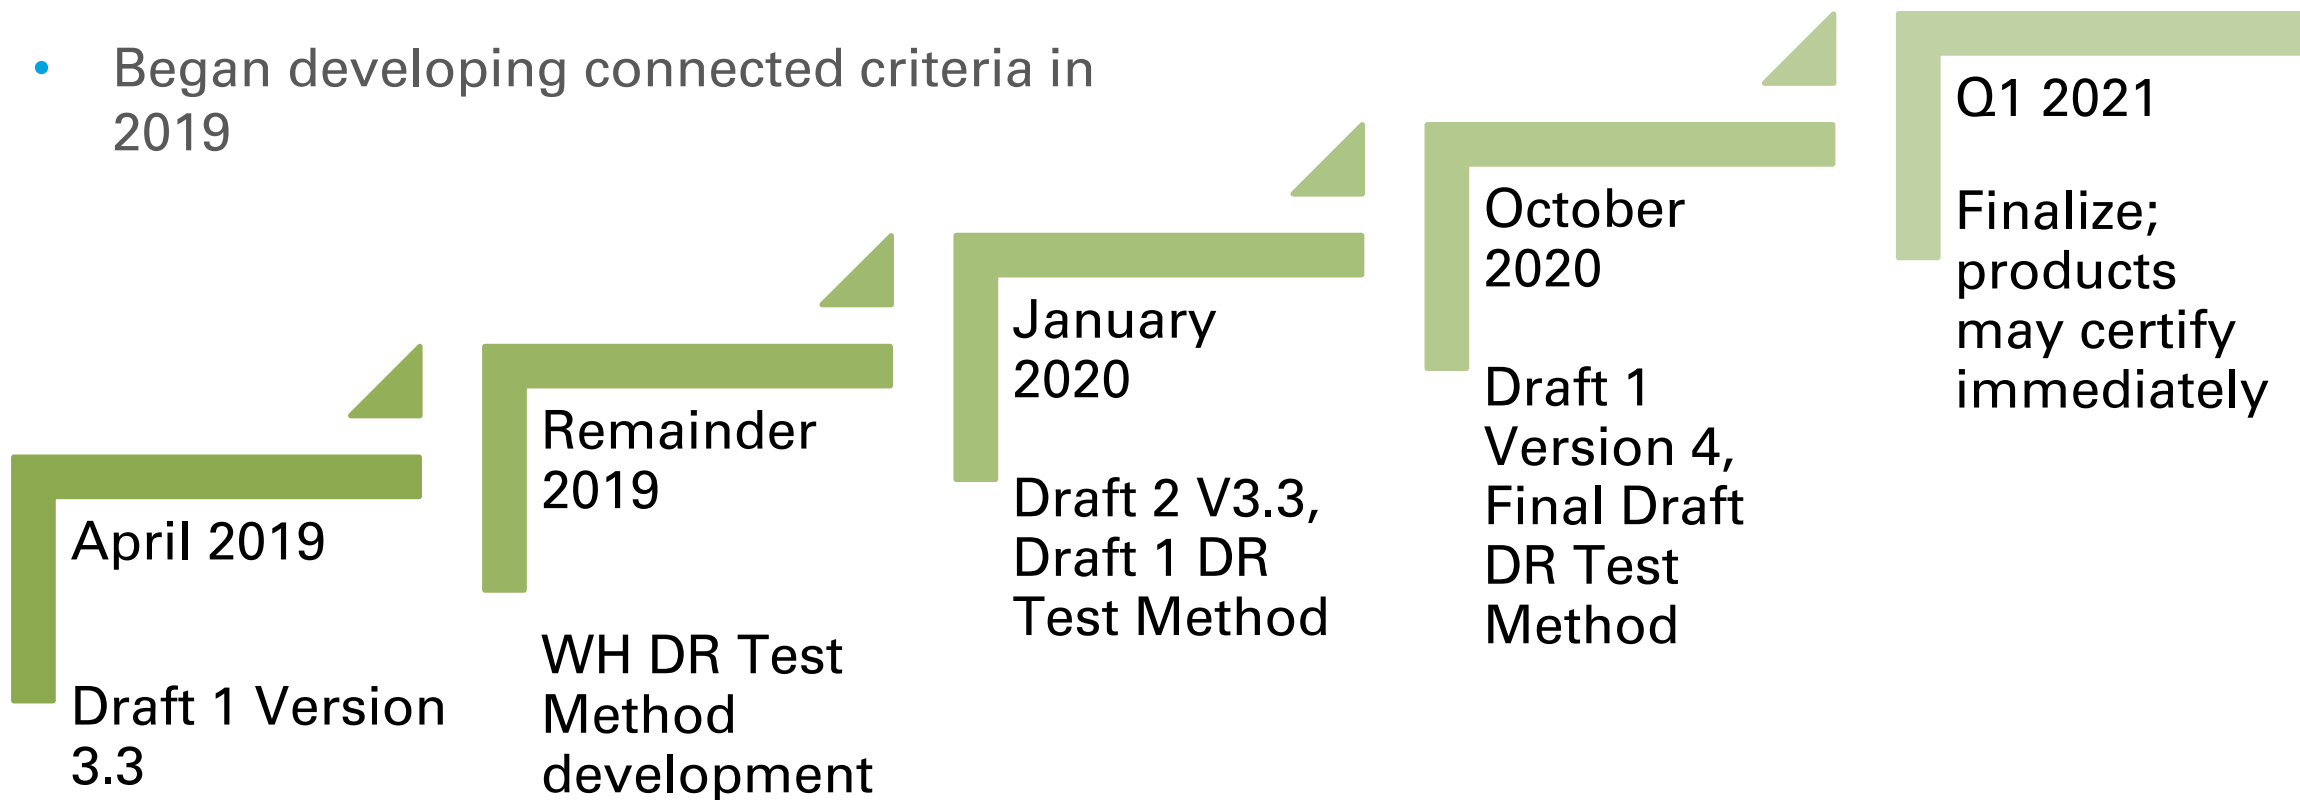 • Began developing connected criteria in
2019
April 2019
Draft 1 Version
3.3
Remainder
2019
WH DR Test
Method
development
January
2020
Draft 2 V3.3,
Draft 1 DR
Test Method
October
2020
Draft 1
Version 4,
Final Draft
DR Test
Method
Q1 2021
Finalize;
products
may certify
immediately